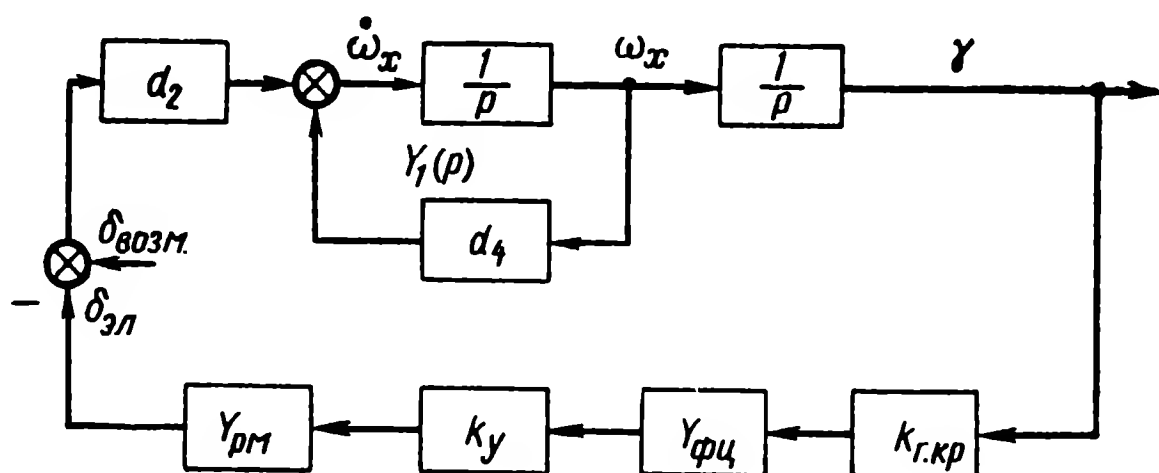 d₂
ω̇ₓ
1/p
ωₓ
1/p
γ
Y₁(p)
d₄
δвозм.
−
δэл
Yрм
kу
Yфц
kг.кр